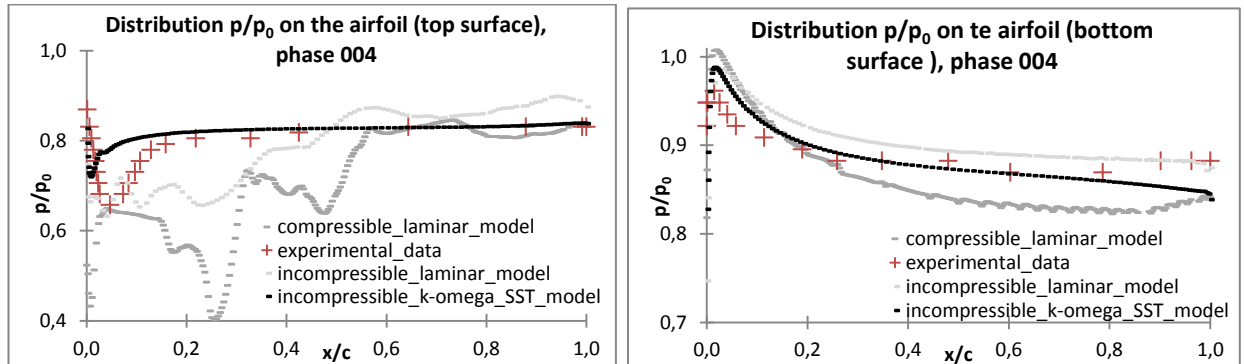 Distribution p/p0 on the airfoil (top surface),
phase 004
1,0
0,8
0,6
0,4
p/p0
0,0
0,2
0,4
0,6
0,8
1,0
x/c
compressible_laminar_model
experimental_data
incompressible_laminar_model
incompressible_k-omega_SST_model
Distribution p/p0 on te airfoil (bottom
surface ), phase 004
1,0
0,9
0,8
0,7
p/p0
0,0
0,2
0,4
0,6
0,8
1,0
x/c
compressible_laminar_model
experimental_data
incompressible_laminar_model
incompressible_k-omega_SST_model